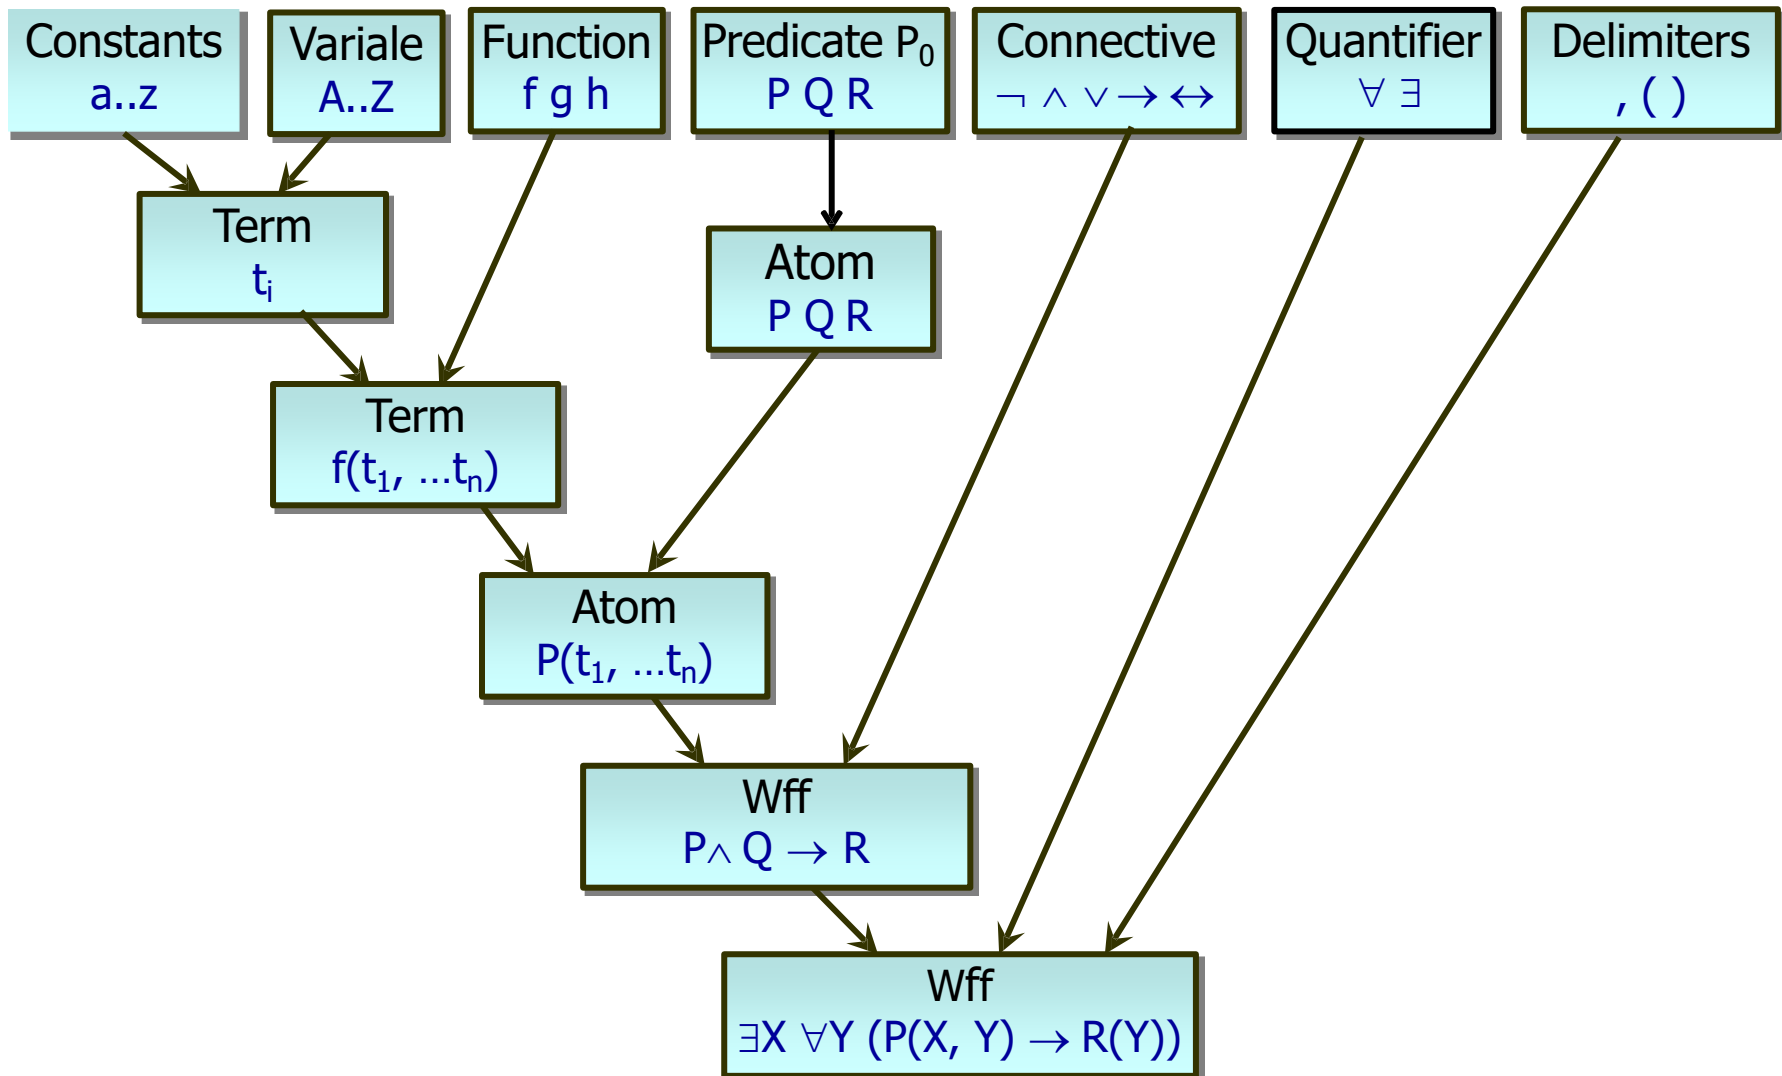 Constants
a..z
Variale
A..Z
Function
f g h
Predicate P₀
P Q R
Connective
¬ ∧ ∨ → ↔
Quantifier
∀ ∃
Delimiters
, ( )
Term
tᵢ
Atom
P Q R
Term
f(t₁, …tₙ)
Atom
P(t₁, …tₙ)
Wff
P∧ Q → R
Wff
∃X ∀Y (P(X, Y) → R(Y))